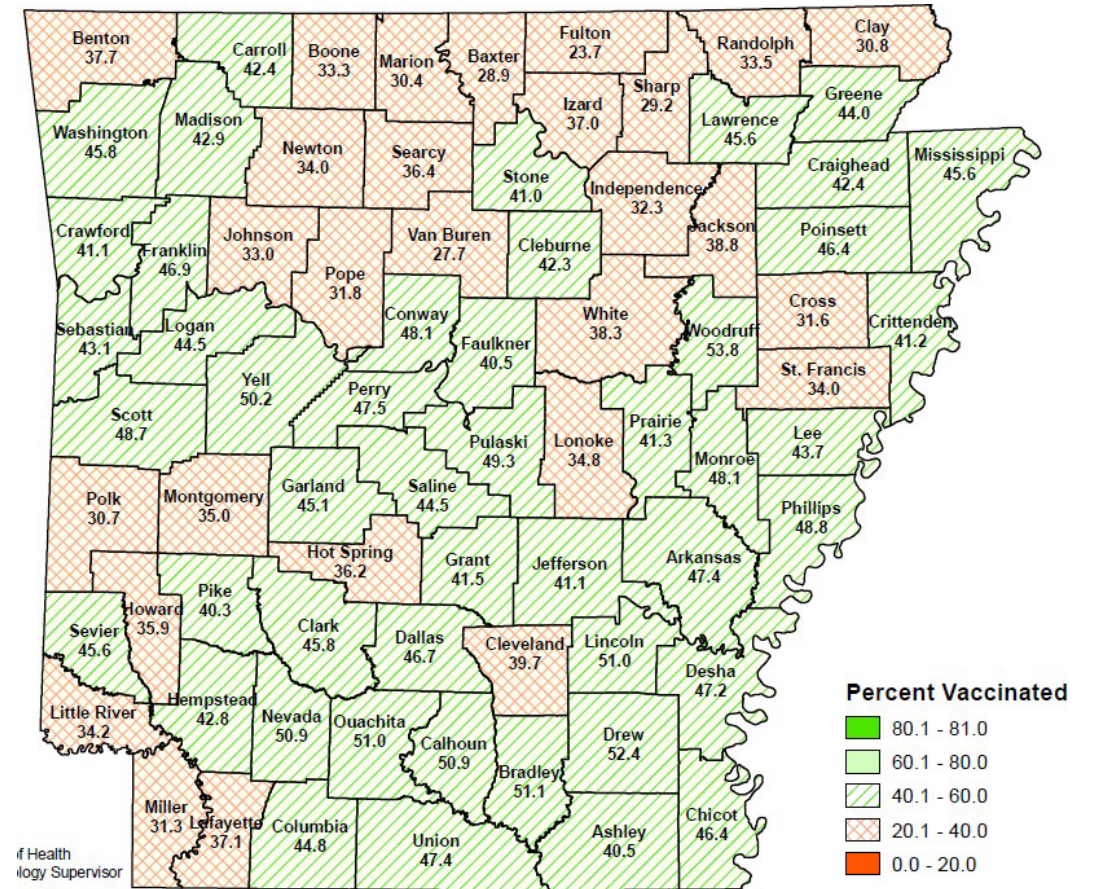 Benton
37.7
Carroll
42.4
Boone
33.3
Marion
30.4
Baxter
28.9
Fulton
23.7
Randolph
33.5
Clay
30.8
Sharp
29.2
Izard
37.0
Greene
44.0
Washington
45.8
Madison
42.9
Lawrence
45.6
Newton
34.0
Searcy
36.4
Stone
41.0
Craighead
42.4
Mississippi
45.6
Independence
32.3
Jackson
38.8
Crawford
41.1
Franklin
46.9
Johnson
33.0
Van Buren
27.7
Cleburne
42.3
Poinsett
46.4
Pope
31.8
Conway
48.1
White
38.3
Cross
31.6
Crittenden
41.2
Sebastian
43.1
Logan
44.5
Faulkner
40.5
Woodruff
53.8
St. Francis
34.0
Yell
50.2
Perry
47.5
Scott
48.7
Pulaski
49.3
Lonoke
34.8
Prairie
41.3
Lee
43.7
Monroe
48.1
Polk
30.7
Montgomery
35.0
Garland
45.1
Saline
44.5
Phillips
48.8
Hot Spring
36.2
Grant
41.5
Jefferson
41.1
Arkansas
47.4
Pike
40.3
Howard
35.9
Sevier
45.6
Clark
45.8
Dallas
46.7
Cleveland
39.7
Lincoln
51.0
Desha
47.2
Hempstead
42.8
Little River
34.2
Nevada
50.9
Ouachita
51.0
Calhoun
50.9
Drew
52.4
Bradley
51.1
Miller
31.3
Lafayette
37.1
Columbia
44.8
Union
47.4
Ashley
40.5
Chicot
46.4
Percent Vaccinated
80.1 - 81.0
60.1 - 80.0
40.1 - 60.0
20.1 - 40.0
0.0 - 20.0
of Health
logy Supervisor